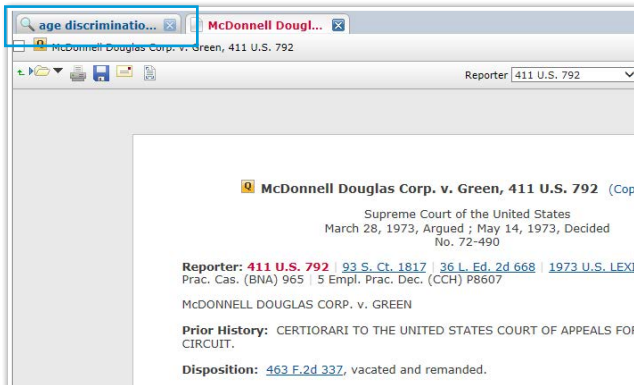 age discriminatio... McDonnell Dougl...
Q McDonnell Douglas Corp. v. Green, 411 U.S. 792
Reporter 411 U.S. 792
Q McDonnell Douglas Corp. v. Green, 411 U.S. 792 (Cop
Supreme Court of the United States
March 28, 1973, Argued ; May 14, 1973, Decided
No. 72-490
Reporter: 411 U.S. 792 | 93 S. Ct. 1817 | 36 L. Ed. 2d 668 | 1973 U.S. LEXI
Prac. Cas. (BNA) 965 | 5 Empl. Prac. Dec. (CCH) P8607
McDONNELL DOUGLAS CORP. v. GREEN
Prior History: CERTIORARI TO THE UNITED STATES COURT OF APPEALS FO
CIRCUIT.
Disposition: 463 F.2d 337, vacated and remanded.